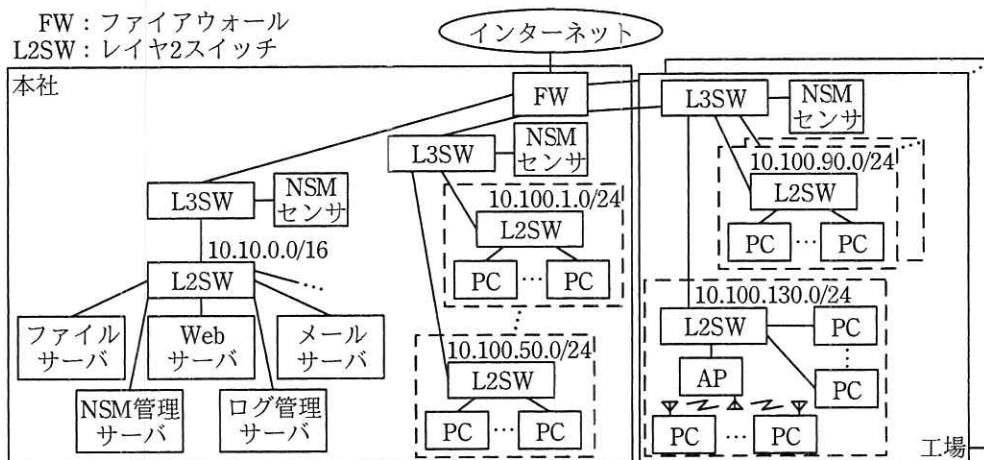 FW：ファイアウォール
L2SW：レイヤ2スイッチ
インターネット
本社
FW
L3SW
NSM
センサ
L3SW
NSM
センサ
L3SW
NSM
センサ
10.10.0.0/16
L2SW
ファイル
サーバ
Web
サーバ
メール
サーバ
NSM管理
サーバ
ログ管理
サーバ
10.100.1.0/24
L2SW
PC
…
PC
10.100.50.0/24
L2SW
PC
…
PC
10.100.90.0/24
L2SW
PC
…
PC
10.100.130.0/24
L2SW
PC
PC
AP
PC
…
PC
工場